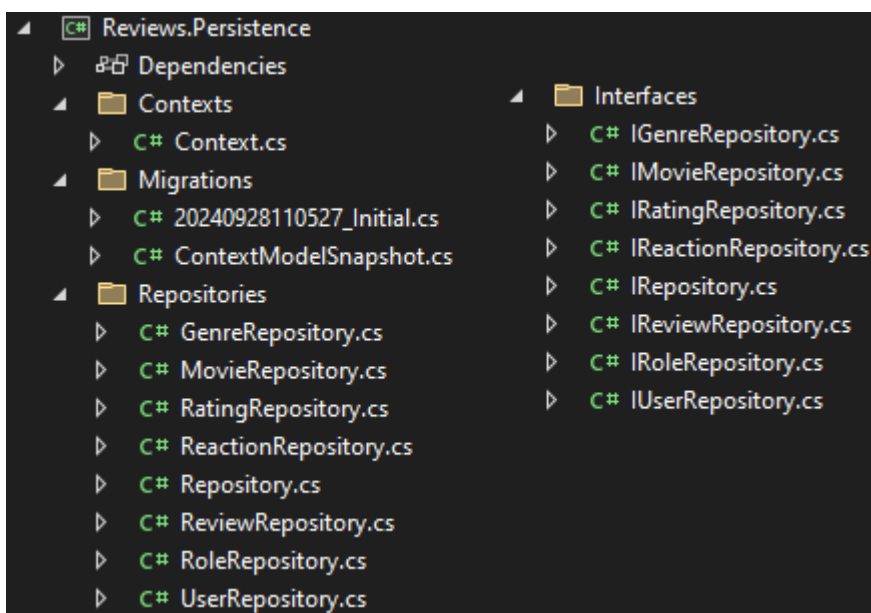 C# Reviews.Persistence
Dependencies
Contexts
C# Context.cs
Migrations
C# 20240928110527_Initial.cs
C# ContextModelSnapshot.cs
Repositories
C# GenreRepository.cs
C# MovieRepository.cs
C# RatingRepository.cs
C# ReactionRepository.cs
C# Repository.cs
C# ReviewRepository.cs
C# RoleRepository.cs
C# UserRepository.cs
Interfaces
C# IGenreRepository.cs
C# IMovieRepository.cs
C# IRatingRepository.cs
C# IReactionRepository.cs
C# IRepository.cs
C# IReviewRepository.cs
C# IRoleRepository.cs
C# IUserRepository.cs